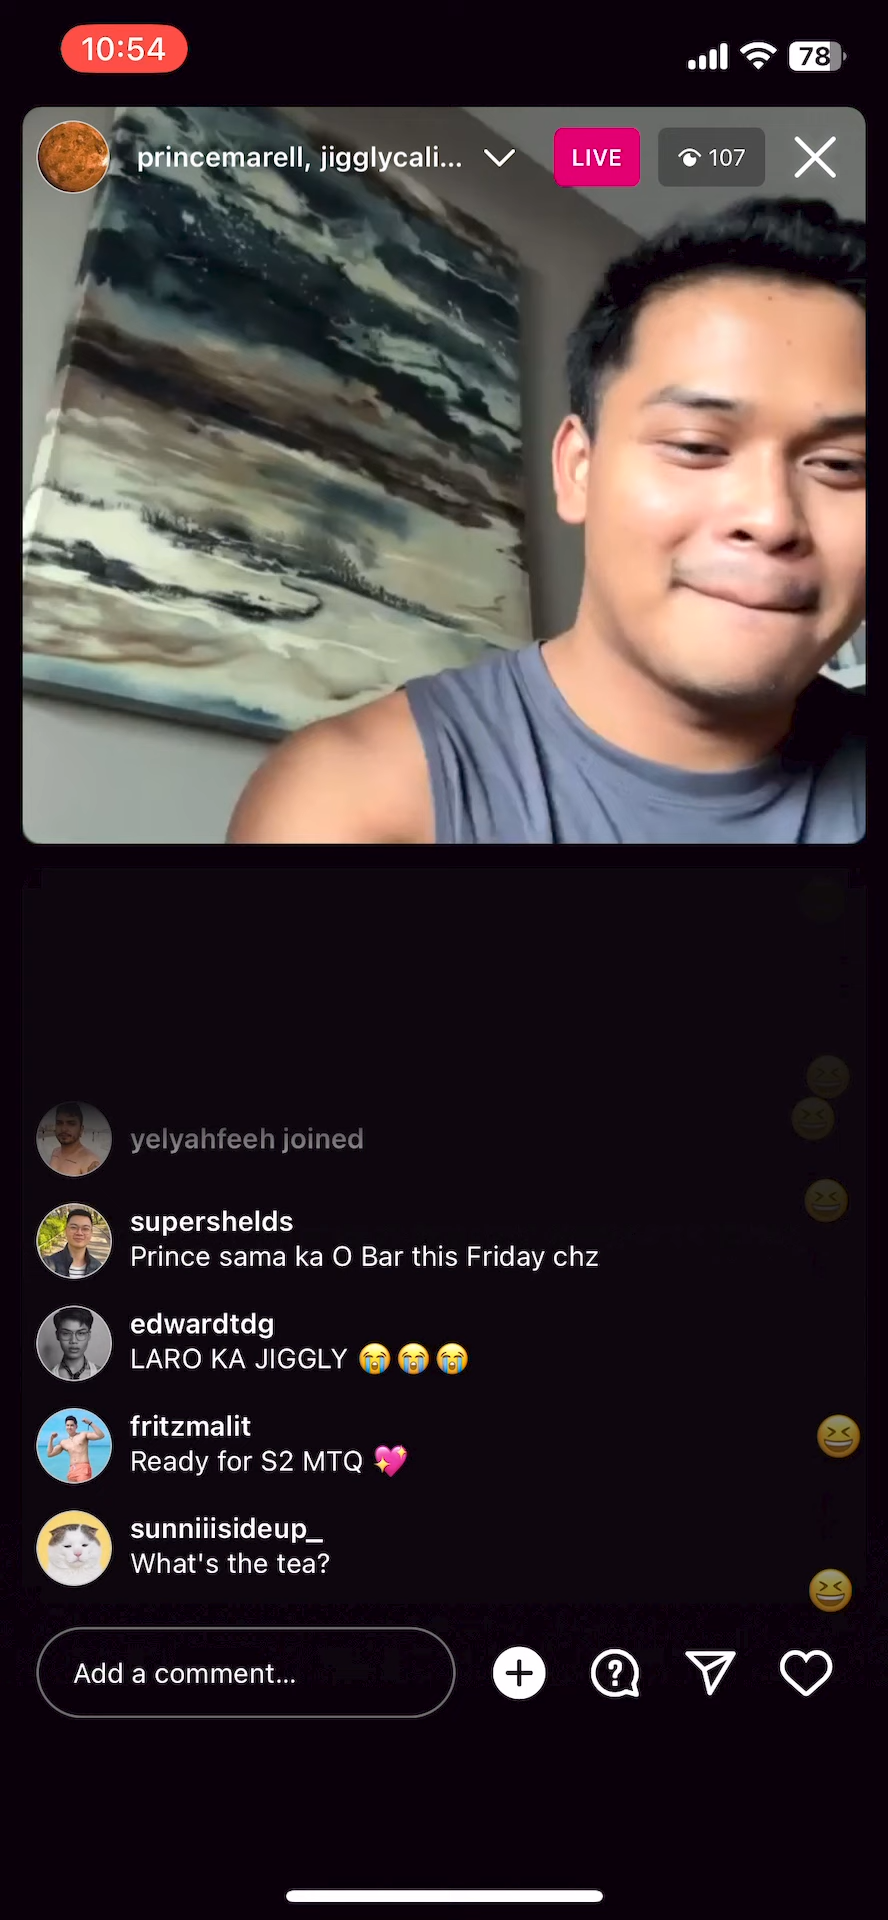 10:54
78
princemarell, jigglycali...
LIVE
107
yelyahfeeh joined
supershelds
Prince sama ka O Bar this Friday chz
edwardtdg
LARO KA JIGGLY 😭😭😭
fritzmalit
Ready for S2 MTQ 💖
sunniiisideup_
What's the tea?
Add a comment...